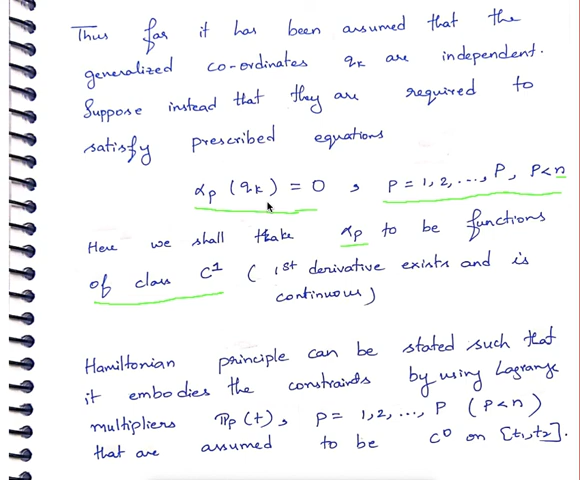 Thus far it has been assumed that the
generalized co-ordinates qk are independent.
Suppose instead that they are required to
satisfy prescribed equations
αp (qk) = 0 , p = 1, 2, ..., P, P<n
Here we shall take αp to be functions
of class C¹ ( 1st derivative exists and is
continuous)
Hamiltonian principle can be stated such that
it embodies the constraints by using Lagrange
multipliers πp(t), p = 1, 2, ..., P (P<n)
that are assumed to be C⁰ on [t₁,t₂].